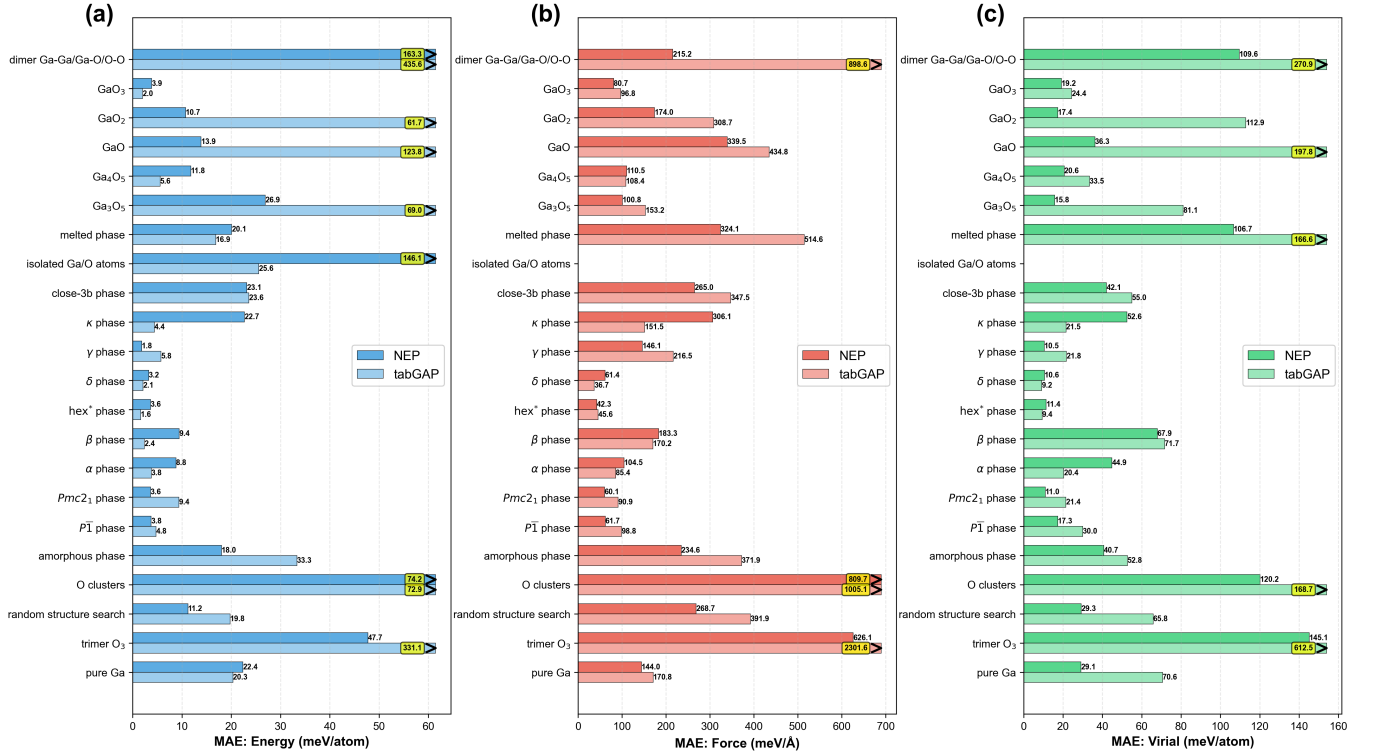 (a)
dimer Ga-Ga/Ga-O/O-O
163.3
435.6
GaO₃
3.9
2.0
GaO₂
10.7
61.7
GaO
13.9
123.8
Ga₄O₅
11.8
5.6
Ga₃O₅
26.9
69.0
melted phase
20.1
16.9
isolated Ga/O atoms
146.1
25.6
close-3b phase
23.1
23.6
κ phase
22.7
4.4
γ phase
1.8
5.8
δ phase
3.2
2.1
hex* phase
3.6
1.6
β phase
9.4
2.4
α phase
8.8
3.8
Pmc2₁ phase
3.6
9.4
P1̅ phase
3.8
4.8
amorphous phase
18.0
33.3
O clusters
74.2
72.9
random structure search
11.2
19.8
trimer O₃
47.7
331.1
pure Ga
22.4
20.3
NEP
tabGAP
0 10 20 30 40 50 60
MAE: Energy (meV/atom)
(b)
dimer Ga-Ga/Ga-O/O-O
215.2
898.6
GaO₃
80.7
96.8
GaO₂
174.0
308.7
GaO
339.5
434.8
Ga₄O₅
110.5
108.4
Ga₃O₅
100.8
153.2
melted phase
324.1
514.6
isolated Ga/O atoms
close-3b phase
265.0
347.5
κ phase
306.1
151.5
γ phase
146.1
216.5
δ phase
61.4
36.7
hex* phase
42.3
45.6
β phase
183.3
170.2
α phase
104.5
85.4
Pmc2₁ phase
60.1
90.9
P1̅ phase
61.7
98.8
amorphous phase
234.6
371.9
O clusters
809.7
1005.1
random structure search
268.7
391.9
trimer O₃
626.1
2301.6
pure Ga
144.0
170.8
NEP
tabGAP
0 100 200 300 400 500 600 700
MAE: Force (meV/Å)
(c)
dimer Ga-Ga/Ga-O/O-O
109.6
270.9
GaO₃
19.2
24.4
GaO₂
17.4
112.9
GaO
36.3
197.8
Ga₄O₅
20.6
33.5
Ga₃O₅
15.8
81.1
melted phase
106.7
166.6
isolated Ga/O atoms
close-3b phase
42.1
55.0
κ phase
52.6
21.5
γ phase
10.5
21.8
δ phase
10.6
9.2
hex* phase
11.4
9.4
β phase
67.9
71.7
α phase
44.9
20.4
Pmc2₁ phase
11.0
21.4
P1̅ phase
17.3
30.0
amorphous phase
40.7
52.8
O clusters
120.2
168.7
random structure search
29.3
65.8
trimer O₃
145.1
612.5
pure Ga
29.1
70.6
NEP
tabGAP
0 20 40 60 80 100 120 140 160
MAE: Virial (meV/atom)